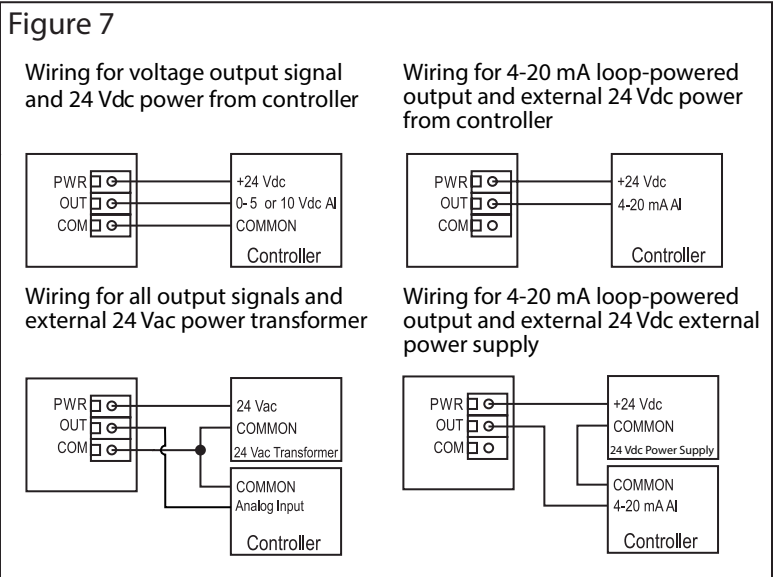 Figure 7
Wiring for voltage output signal
and 24 Vdc power from controller
PWR
OUT
COM
+24 Vdc
0-5 or 10 Vdc AI
COMMON
Controller
Wiring for 4-20 mA loop-powered
output and external 24 Vdc power
from controller
PWR
OUT
COM
+24 Vdc
4-20 mA AI
Controller
Wiring for all output signals and
external 24 Vac power transformer
PWR
OUT
COM
24 Vac
COMMON
24 Vac Transformer
COMMON
Analog Input
Controller
Wiring for 4-20 mA loop-powered
output and external 24 Vdc external
power supply
PWR
OUT
COM
+24 Vdc
COMMON
24 Vdc Power Supply
COMMON
4-20 mA AI
Controller